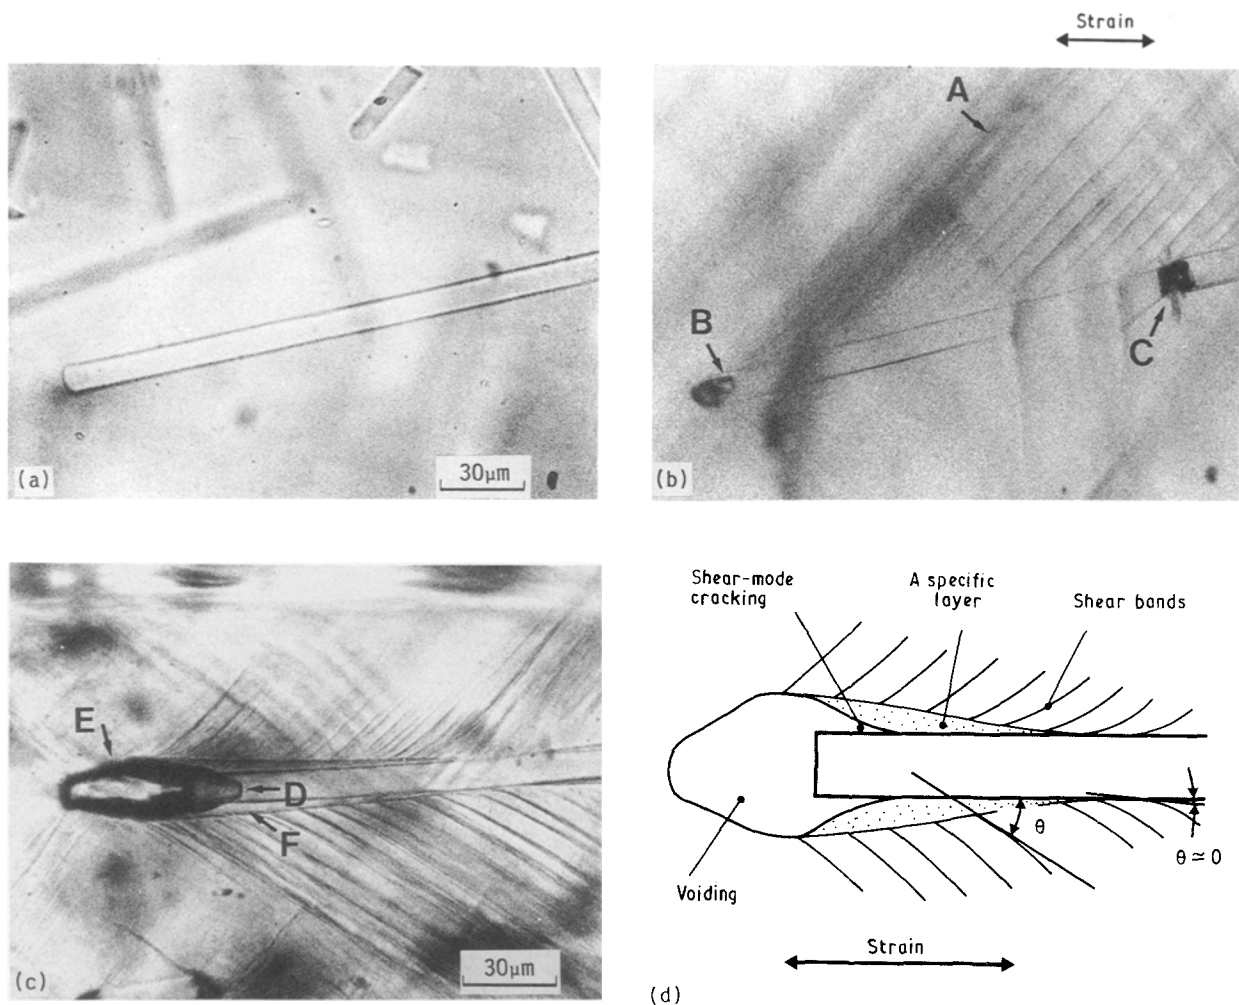 Strain
A
B
C
(a)
30μm
(b)
E
D
F
(c)
30μm
Shear-mode
cracking
A specific
layer
Shear bands
θ
θ ≃ 0
Voiding
Strain
(d)